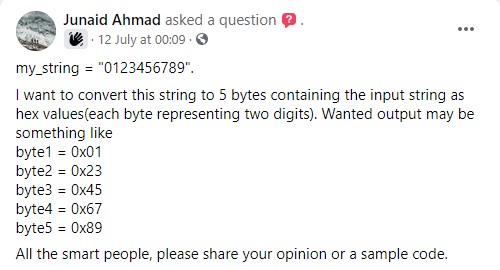 Junaid Ahmad asked a question ❓ .
· 12 July at 00:09 ·
my_string = "0123456789".
I want to convert this string to 5 bytes containing the input string as
hex values(each byte representing two digits). Wanted output may be
something like
byte1 = 0x01
byte2 = 0x23
byte3 = 0x45
byte4 = 0x67
byte5 = 0x89
All the smart people, please share your opinion or a sample code.